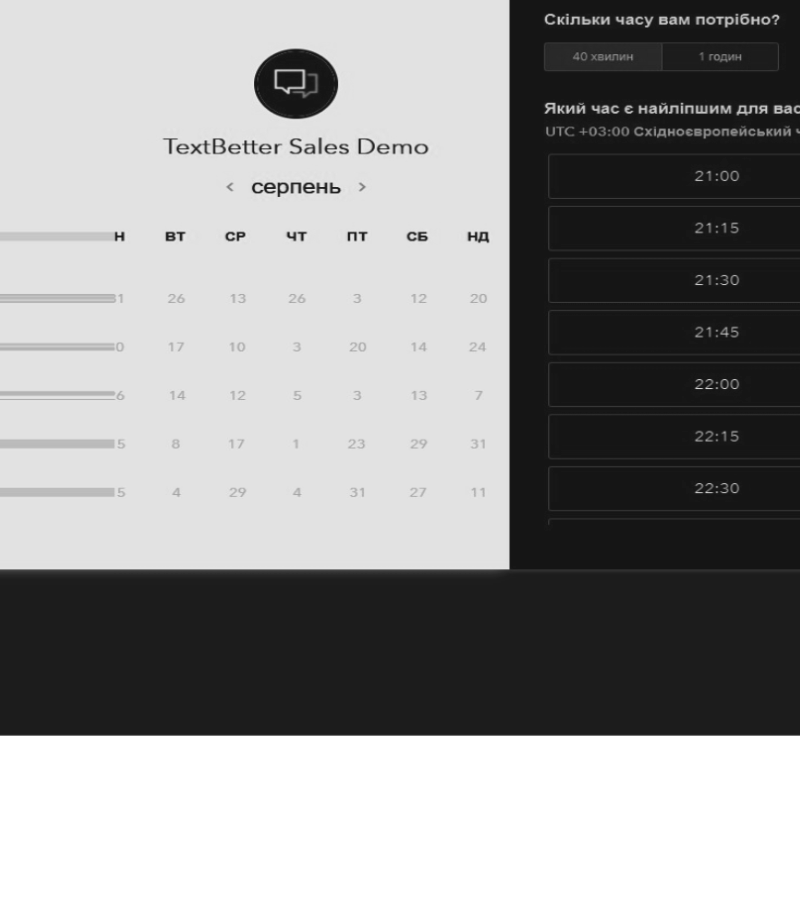 TextBetter Sales Demo
< серпень >
Н ВТ СР ЧТ ПТ СБ НД
1 26 13 26 3 12 20
0 17 10 3 20 14 24
6 14 12 5 3 13 7
5 8 17 1 23 29 31
5 4 29 4 31 27 11
Скільки часу вам потрібно?
40 хвилин 1 годин
Який час є найліпшим для вас
UTC +03:00 Східноєвропейський ч
21:00
21:15
21:30
21:45
22:00
22:15
22:30